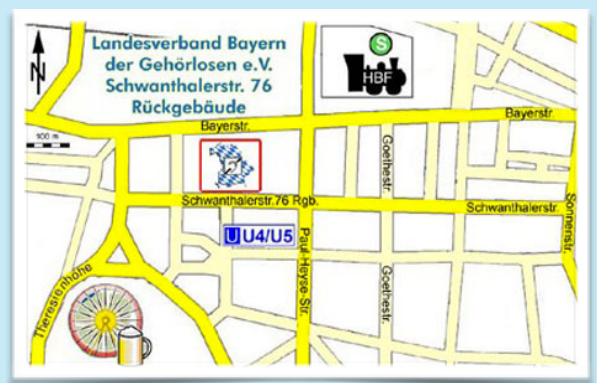 Landesverband Bayern
der Gehörlosen e.V.
Schwanthalerstr. 76
Rückgebäude
N
S
HBF
100 m
Bayerstr.
Bayerstr.
Goethestr.
Schwanthalerstr.76 Rgb.
Schwanthalerstr.
Sonnenstr.
U U4/U5
Paul-Heyse-Str.
Goethestr.
Theresienhöhe
R